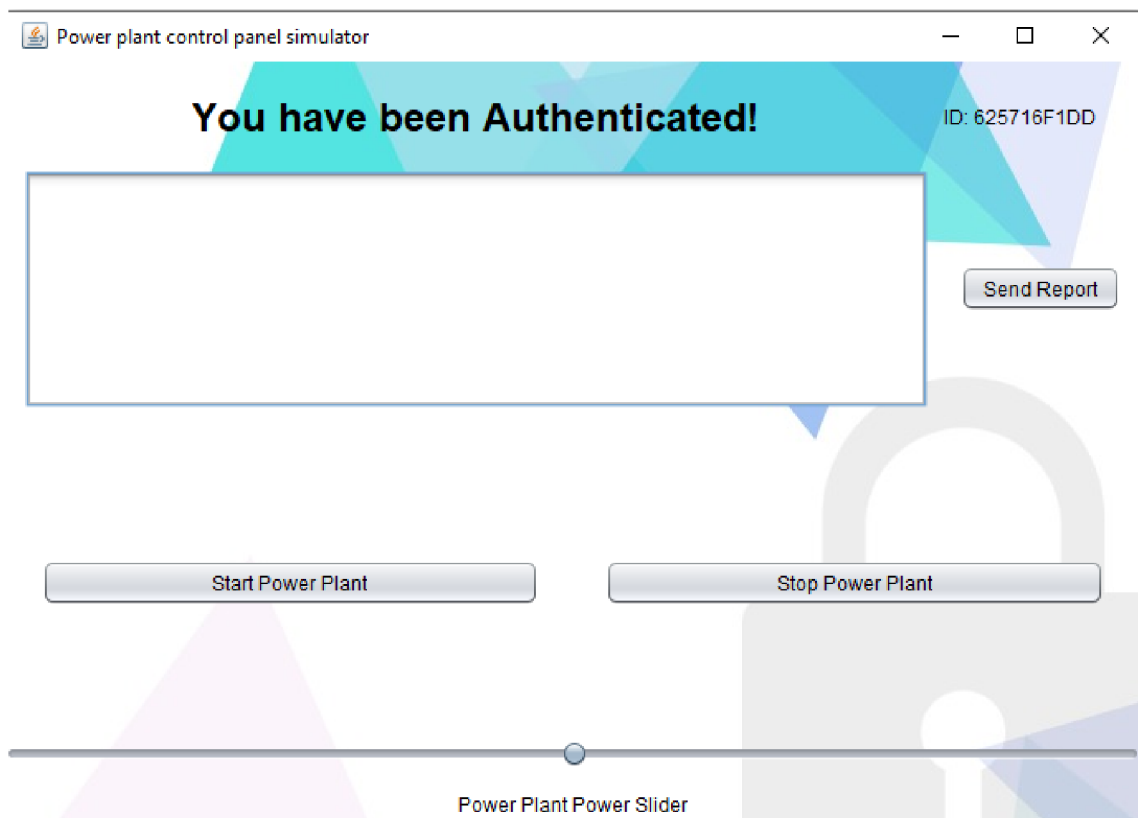 Power plant control panel simulator
You have been Authenticated!
ID: 625716F1DD
Send Report
Start Power Plant
Stop Power Plant
Power Plant Power Slider